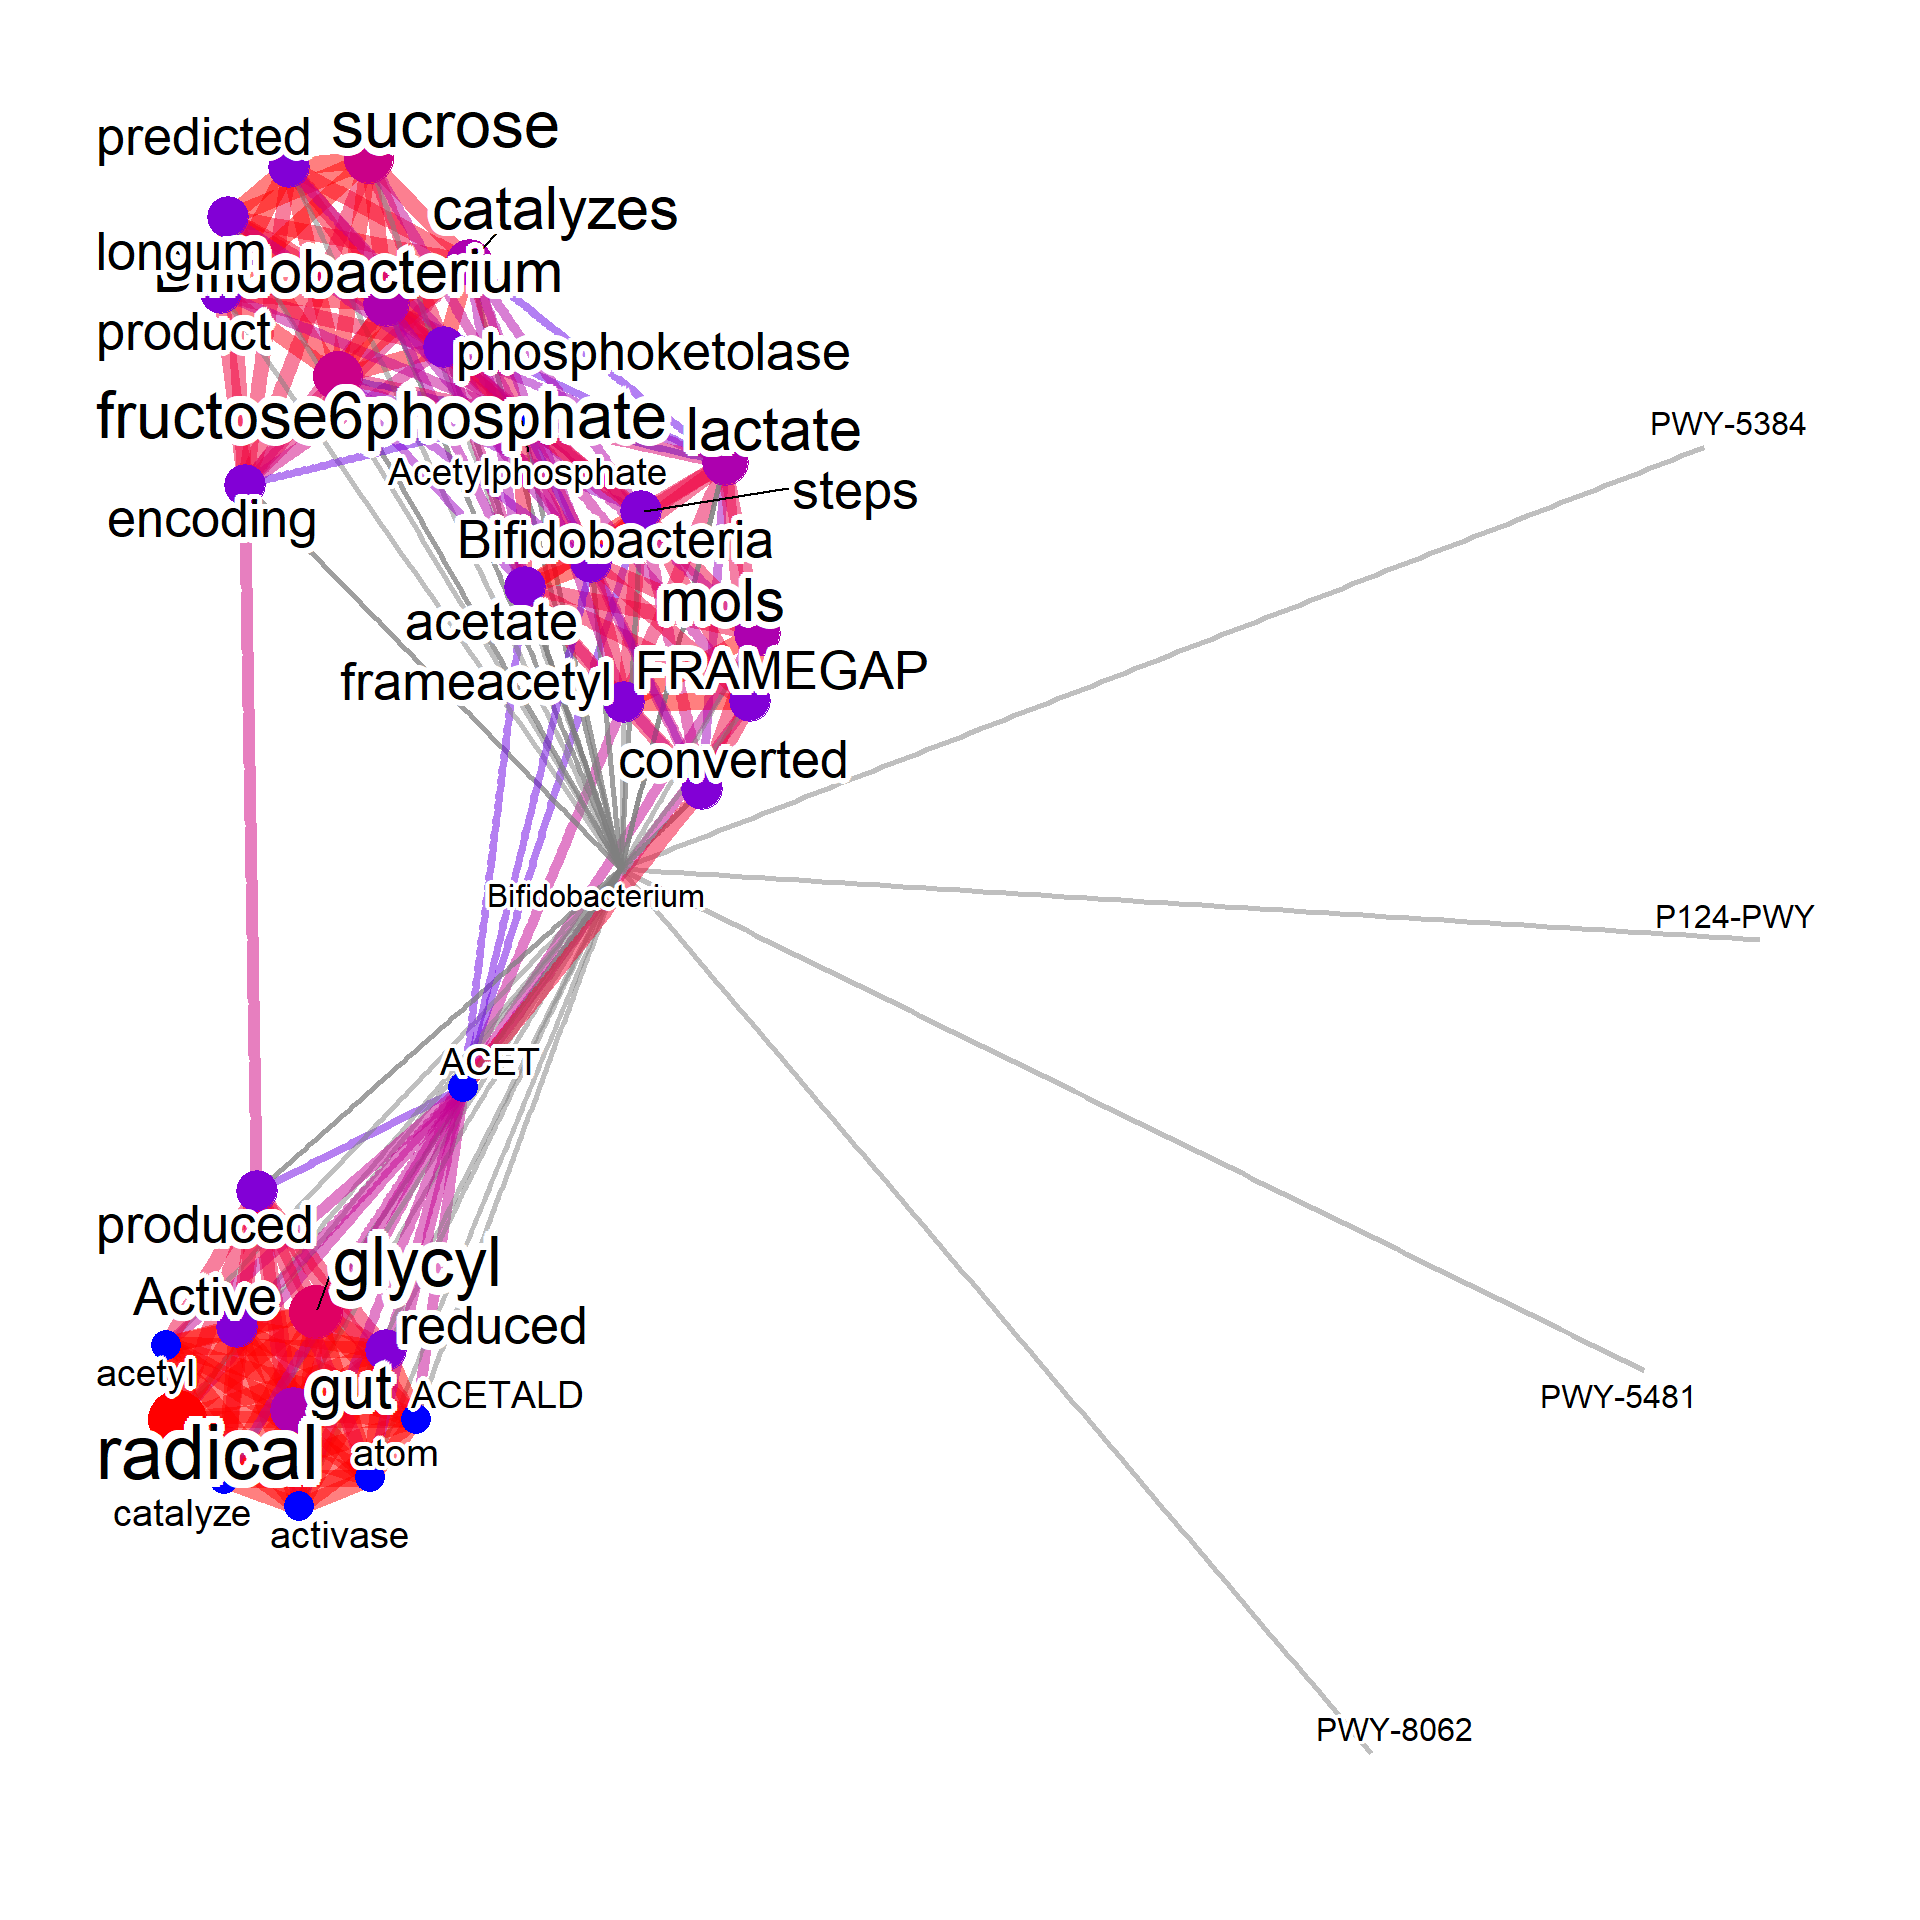 predicted
sucrose
catalyzes
longum
Bifidobacterium
product
phosphoketolase
fructose6phosphate
lactate
Acetylphosphate
steps
encoding
Bifidobacteria
mols
acetate
frameacetyl
FRAMEGAP
converted
PWY-5384
Bifidobacterium
P124-PWY
ACET
produced
glycyl
Active
reduced
acetyl
gut
ACETALD
PWY-5481
radical
atom
catalyze
activase
PWY-8062